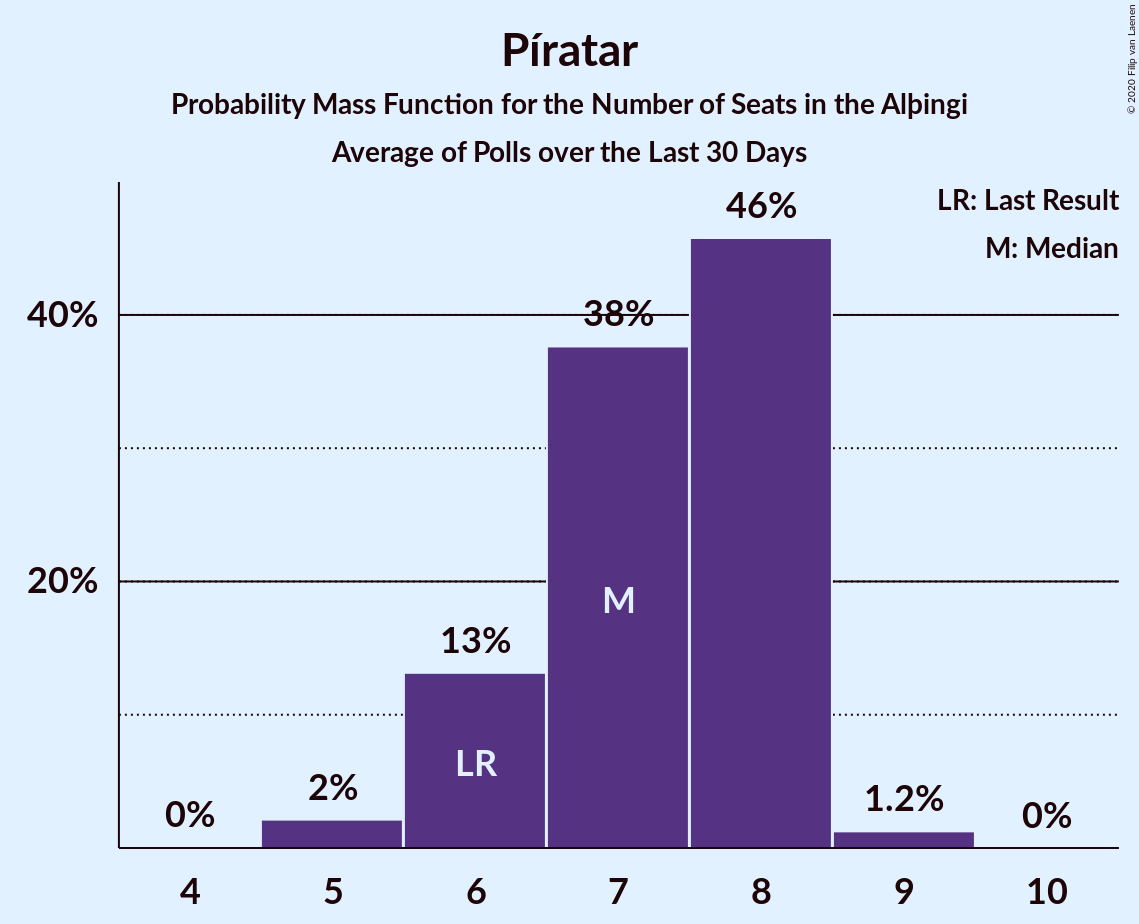 Píratar
Probability Mass Function for the Number of Seats in the Alþingi
Average of Polls over the Last 30 Days
© 2020 Filip van Laenen
LR: Last Result
M: Median
46%
40%
38%
20%
M
13%
LR
2%
1.2%
0%
0%
4 5 6 7 8 9 10